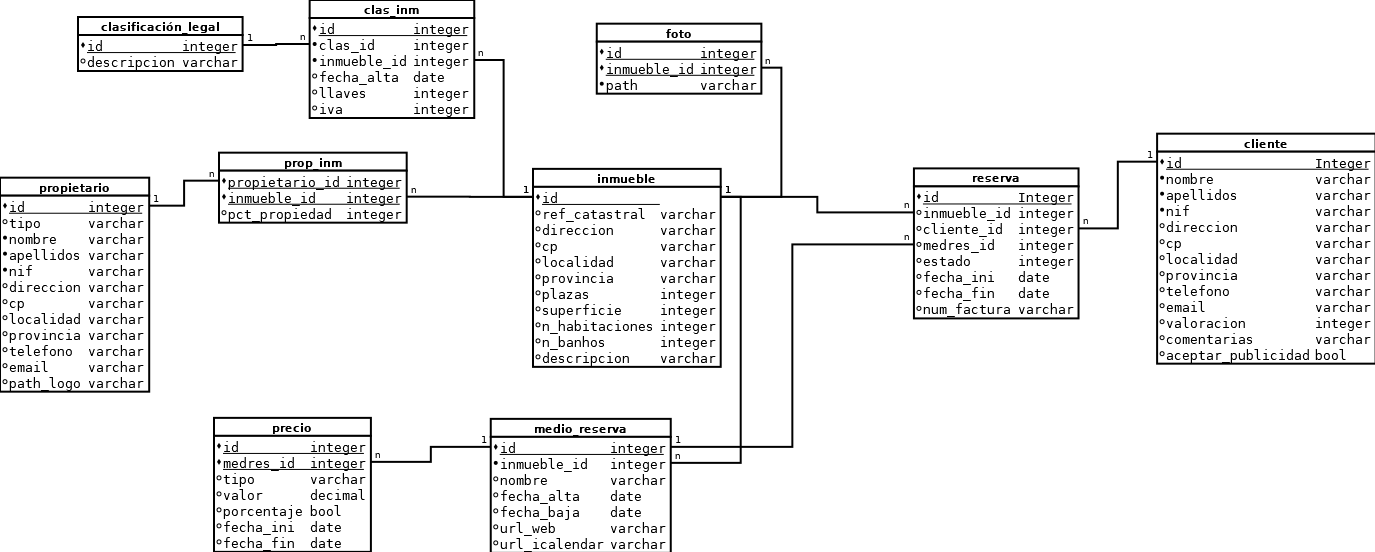 clasificación_legal
id integer
descripcion varchar
1
n
clas_inm
id integer
clas_id integer
inmueble_id integer
fecha_alta date
llaves integer
iva integer
n
foto
id integer
inmueble_id integer
path varchar
n
propietario
id integer
tipo varchar
nombre varchar
apellidos varchar
nif varchar
direccion varchar
cp varchar
localidad varchar
provincia varchar
telefono varchar
email varchar
path_logo varchar
1
n
prop_inm
propietario_id integer
inmueble_id integer
pct_propiedad integer
n
1
inmueble
id
ref_catastral varchar
direccion varchar
cp varchar
localidad varchar
provincia varchar
plazas integer
superficie integer
n_habitaciones integer
n_banhos integer
descripcion varchar
1
n
n
reserva
id Integer
inmueble_id integer
cliente_id integer
medres_id integer
estado integer
fecha_ini date
fecha_fin date
num_factura varchar
n
1
cliente
id Integer
nombre varchar
apellidos varchar
nif varchar
direccion varchar
cp varchar
localidad varchar
provincia varchar
telefono varchar
email varchar
valoracion integer
comentarias varchar
aceptar_publicidad bool
precio
id integer
medres_id integer
tipo varchar
valor decimal
porcentaje bool
fecha_ini date
fecha_fin date
n
1
medio_reserva
id integer
inmueble_id integer
nombre varchar
fecha_alta date
fecha_baja date
url_web varchar
url_icalendar varchar
1
n